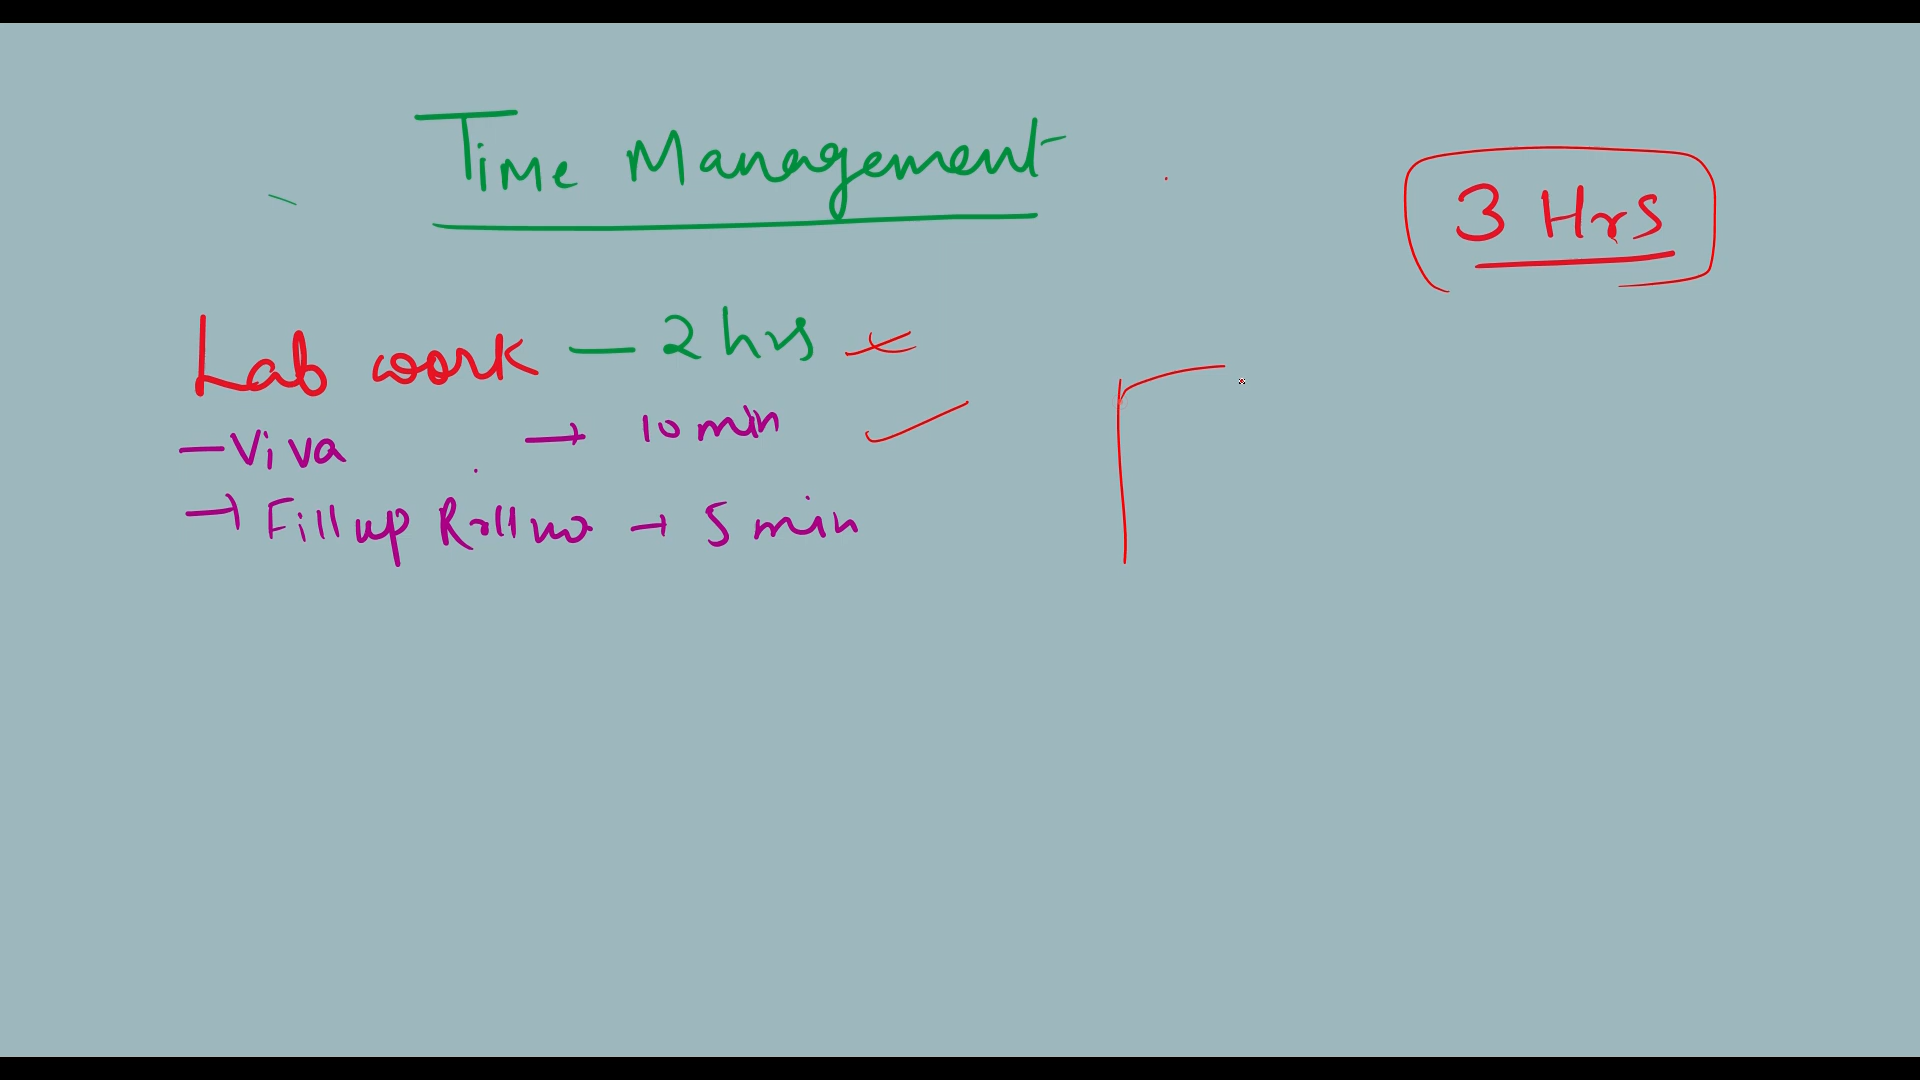 Time Management
3 Hrs
Lab work — 2 hrs
— Viva → 10 min
→ Fill up Roll no → 5 min